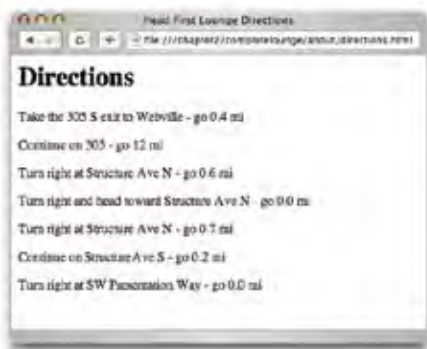 Head First Lounge Directions
file:///chapter2/completelounge/about/directions.html
Directions
Take the 305 S exit to Webville - go 0.4 mi
Continue on 305 - go 12 mi
Turn right at Structure Ave N - go 0.6 mi
Turn right and head toward Structure Ave N - go 0.0 mi
Turn right at Structure Ave N - go 0.7 mi
Continue on Structure Ave S - go 0.2 mi
Turn right at SW Presentation Way - go 0.0 mi